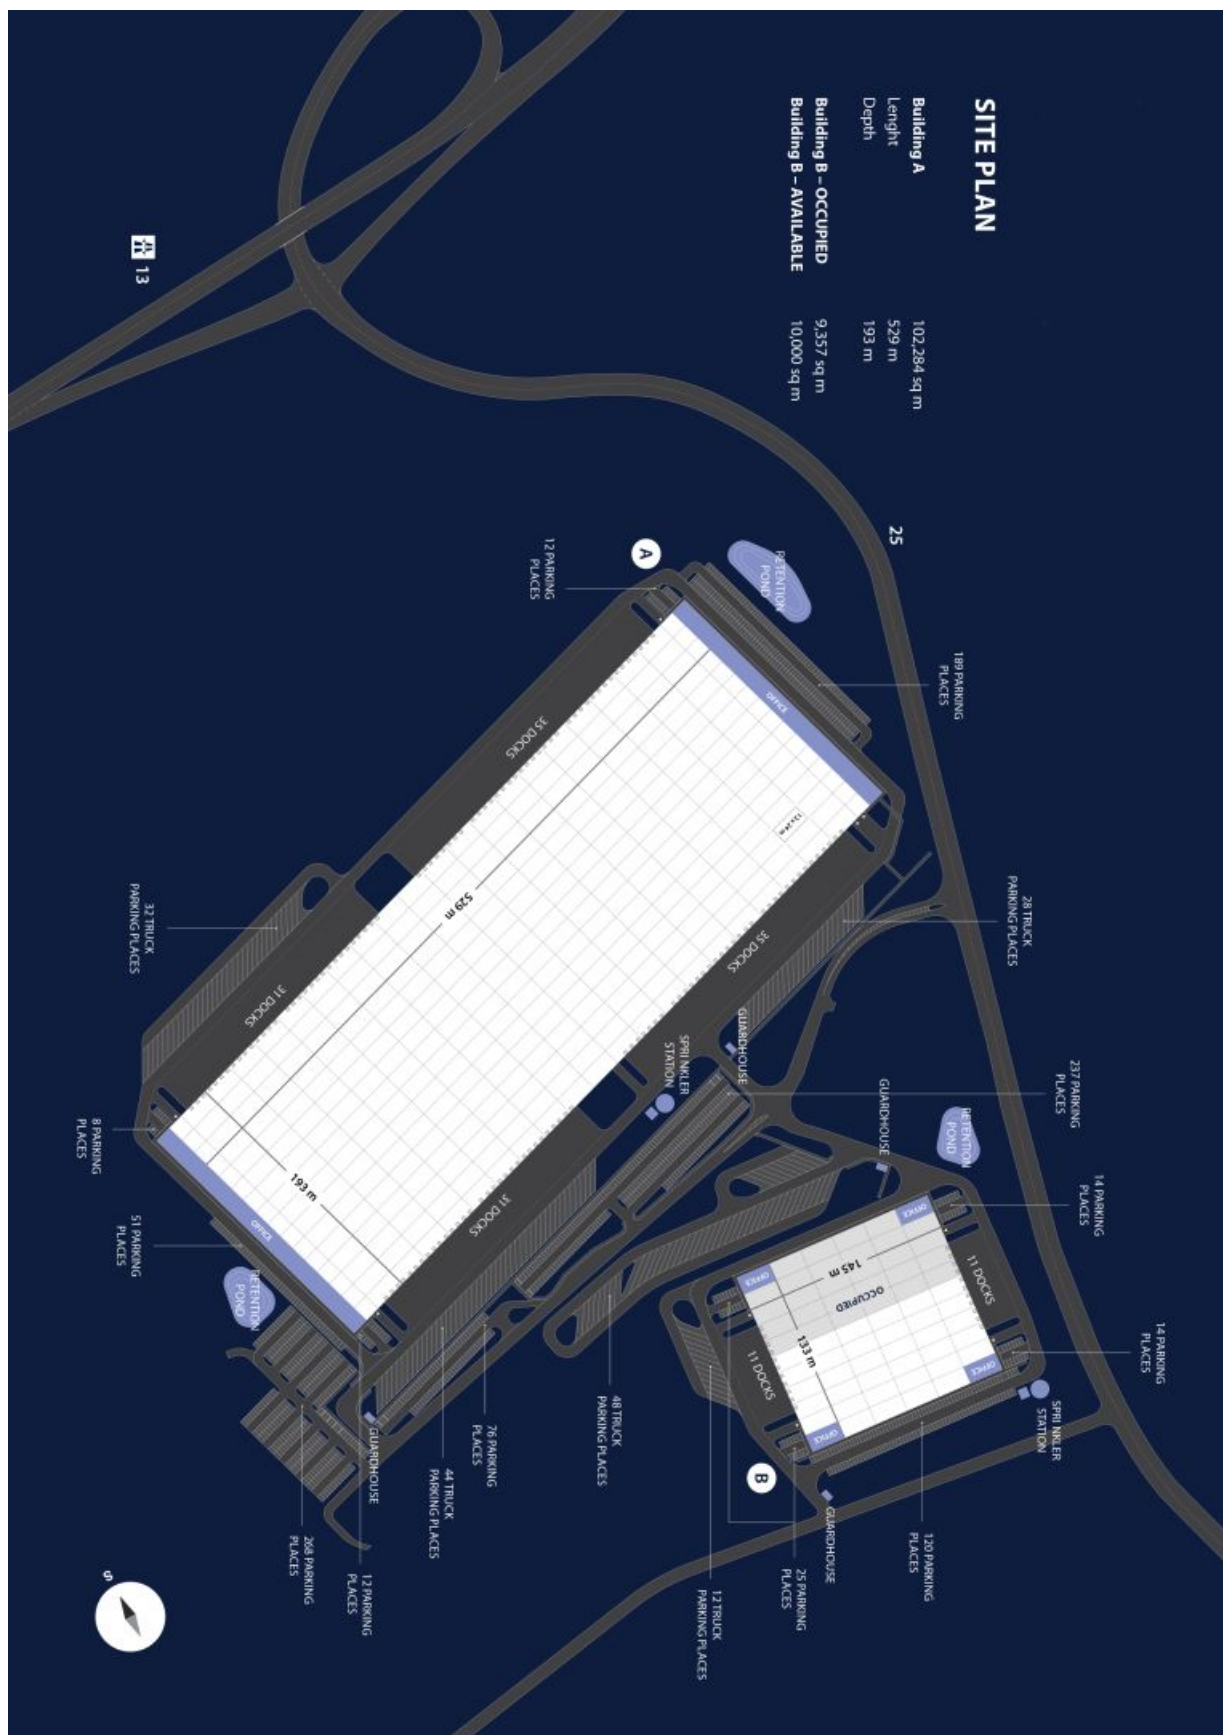 SITE PLAN
Building A 102,284 sq m
Lenght 529 m
Depth 193 m
Building B – OCCUPIED 9,357 sq m
Building B – AVAILABLE 10,000 sq m
13
25
RETENTION
POND
A
12 PARKING
PLACES
189 PARKING
PLACES
OFFICE
35 DOCKS
12 x 24 m
28 TRUCK
PARKING PLACES
529 m
35 DOCKS
32 TRUCK
PARKING PLACES
31 DOCKS
GUARDHOUSE
SPRINKLER
STATION
237 PARKING
PLACES
GUARDHOUSE
RETENTION
POND
8 PARKING
PLACES
193 m
31 DOCKS
OFFICE
51 PARKING
PLACES
RETENTION
POND
14 PARKING
PLACES
OFFICE
145 m
11 DOCKS
OFFICE
OCCUPIED
133 m
14 PARKING
PLACES
11 DOCKS
OFFICE
OFFICE
SPRINKLER
STATION
B
GUARDHOUSE
48 TRUCK
PARKING PLACES
76 PARKING
PLACES
44 TRUCK
PARKING PLACES
GUARDHOUSE
120 PARKING
PLACES
25 PARKING
PLACES
12 TRUCK
PARKING PLACES
12 PARKING
PLACES
268 PARKING
PLACES
S